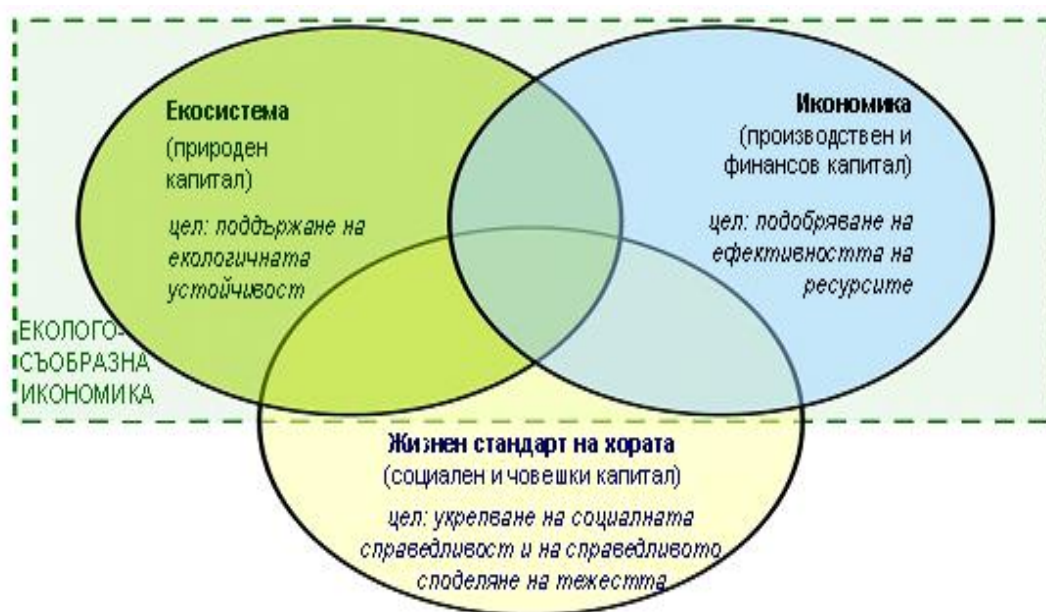 Екосистема
(природен
капитал)
цел: поддържане на
екологичната
устойчивост
Икономика
(производствен и
финансов капитал)
цел: подобряване на
ефективността на
ресурсите
ЕКОЛОГО-
СЪОБРАЗНА
ИКОНОМИКА
Жизнен стандарт на хората
(социален и човешки капитал)
цел: укрепване на социалната
справедливост и на справедливото
споделяне на тежестта